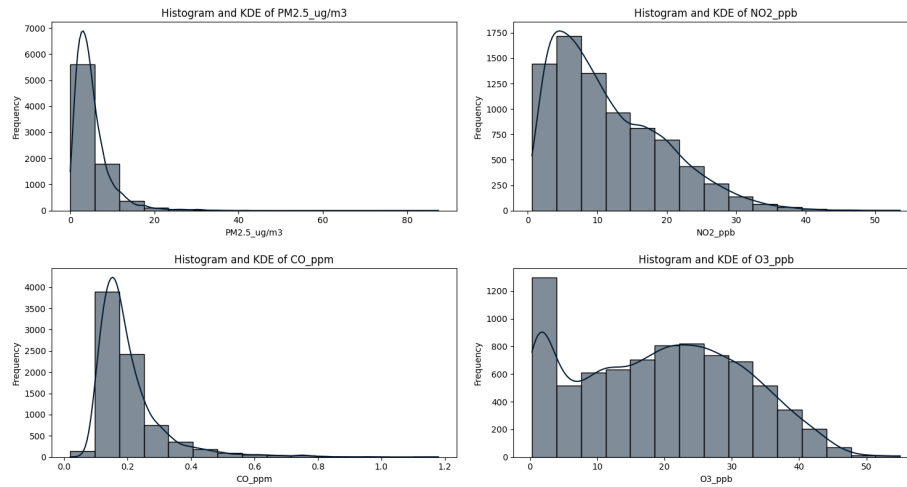 Histogram and KDE of PM2.5_ug/m3
Frequency
7000
6000
5000
4000
3000
2000
1000
0
0 20 40 60 80
PM2.5_ug/m3
Histogram and KDE of NO2_ppb
Frequency
1750
1500
1250
1000
750
500
250
0
0 10 20 30 40 50
NO2_ppb
Histogram and KDE of CO_ppm
Frequency
4000
3500
3000
2500
2000
1500
1000
500
0
0.0 0.2 0.4 0.6 0.8 1.0 1.2
CO_ppm
Histogram and KDE of O3_ppb
Frequency
1200
1000
800
600
400
200
0
0 10 20 30 40 50
O3_ppb